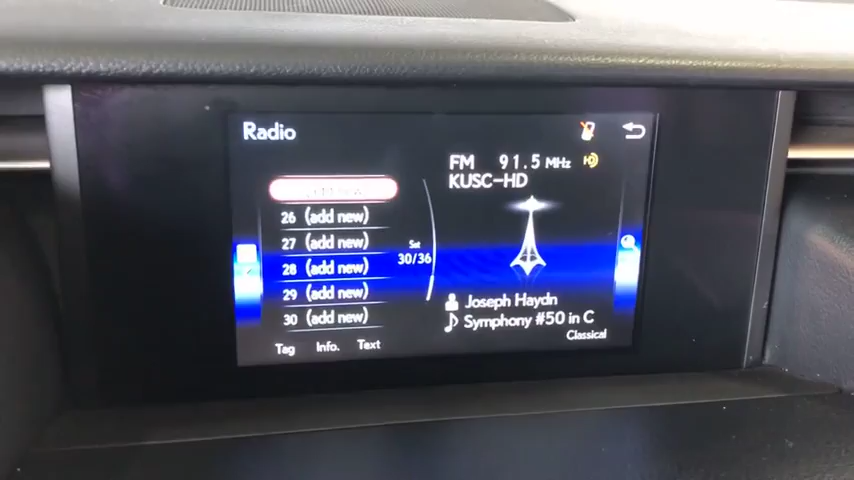 Radio
FM 91.5 MHz
KUSC-HD
26 (add new)
27 (add new)
28 (add new)
29 (add new)
30 (add new)
30/36
Joseph Haydn
Symphony #50 in C
Classical
Tag Info. Text